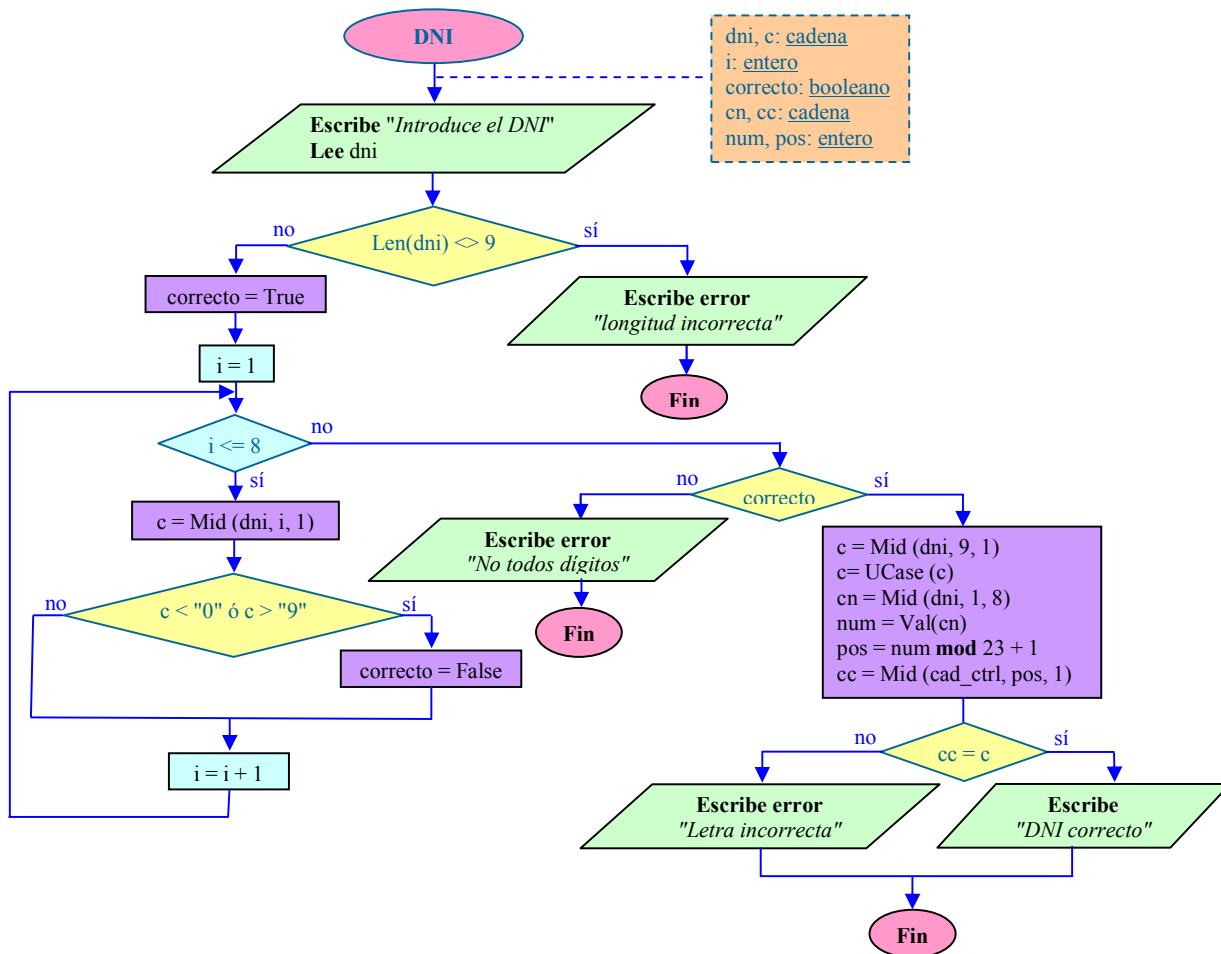 DNI
dni, c: cadena
i: entero
correcto: booleano
cn, cc: cadena
num, pos: entero
Escribe "Introduce el DNI"
Lee dni
no
Len(dni) <> 9
sí
correcto = True
Escribe error
"longitud incorrecta"
i = 1
Fin
i <= 8
no
sí
no
correcto
sí
c = Mid (dni, i, 1)
Escribe error
"No todos dígitos"
c = Mid (dni, 9, 1)
c= UCase (c)
cn = Mid (dni, 1, 8)
num = Val(cn)
pos = num mod 23 + 1
cc = Mid (cad_ctrl, pos, 1)
no
c < "0" ó c > "9"
sí
Fin
correcto = False
no
cc = c
sí
i = i + 1
Escribe error
"Letra incorrecta"
Escribe
"DNI correcto"
Fin